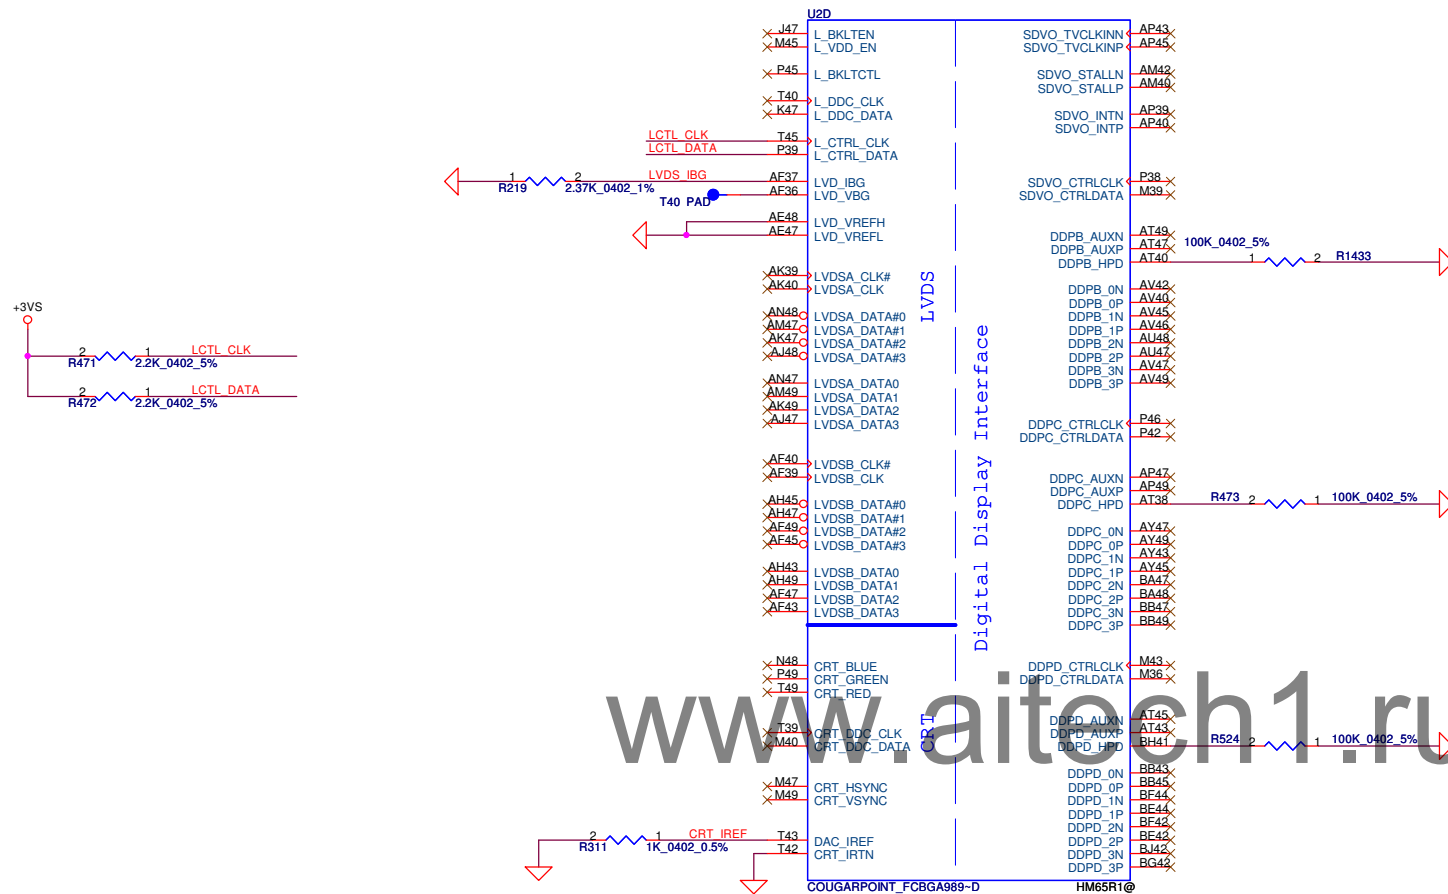 U2D
J47 L_BKLTEN SDVO_TVCLKINN AP43
M45 L_VDD_EN SDVO_TVCLKINP AP45
P45 L_BKLTCTL SDVO_STALLN AM42
SDVO_STALLP AM40
T40 L_DDC_CLK
K47 L_DDC_DATA SDVO_INTN AP39
SDVO_INTP AP40
LCTL_CLK T45 L_CTRL_CLK
LCTL_DATA P39 L_CTRL_DATA
R219 1 2 2.37K_0402_1% LVDS_IBG AF37 LVD_IBG SDVO_CTRLCLK P38
T40 PAD AF36 LVD_VBG SDVO_CTRLDATA M39
AE48 LVD_VREFH
AE47 LVD_VREFL DDPB_AUXN AT49
DDPB_AUXP AT47
DDPB_HPD AT40 100K_0402_5% 1 2 R1433
AK39 LVDSA_CLK#
AK40 LVDSA_CLK DDPB_0N AV42
DDPB_0P AV40
AN48 LVDSA_DATA#0 DDPB_1N AV45
AM47 LVDSA_DATA#1 DDPB_1P AV46
AK47 LVDSA_DATA#2 DDPB_2N AU48
AJ48 LVDSA_DATA#3 DDPB_2P AU47
DDPB_3N AV47
AN47 LVDSA_DATA0 DDPB_3P AV49
AM49 LVDSA_DATA1
AK49 LVDSA_DATA2
AJ47 LVDSA_DATA3 DDPC_CTRLCLK P46
DDPC_CTRLDATA P42
LVDS
Digital Display Interface
+3VS
R471 2 1 2.2K_0402_5% LCTL_CLK
R472 2 1 2.2K_0402_5% LCTL_DATA
AF40 LVDSB_CLK#
AF39 LVDSB_CLK DDPC_AUXN AP47
DDPC_AUXP AP49
AH45 LVDSB_DATA#0 DDPC_HPD AT38 R473 2 1 100K_0402_5%
AH47 LVDSB_DATA#1
AF49 LVDSB_DATA#2 DDPC_0N AY47
AF45 LVDSB_DATA#3 DDPC_0P AY49
DDPC_1N AY43
AH43 LVDSB_DATA0 DDPC_1P AY45
AH49 LVDSB_DATA1 DDPC_2N BA47
AF47 LVDSB_DATA2 DDPC_2P BA48
AF43 LVDSB_DATA3 DDPC_3N BB47
DDPC_3P BB49
N48 CRT_BLUE DDPD_CTRLCLK M43
P49 CRT_GREEN DDPD_CTRLDATA M36
T49 CRT_RED
www.aitech1.ru
CRT
DDPD_AUXN AT45
T39 CRT_DDC_CLK DDPD_AUXP AT43
M40 CRT_DDC_DATA DDPD_HPD BH41 R524 2 1 100K_0402_5%
DDPD_0N BB43
M47 CRT_HSYNC DDPD_0P BB45
M49 CRT_VSYNC DDPD_1N BF44
DDPD_1P BE44
DDPD_2N BF42
R311 2 1 1K_0402_0.5% CRT_IREF T43 DAC_IREF DDPD_2P BE42
T42 CRT_IRTN DDPD_3N BJ42
DDPD_3P BG42
COUGARPOINT_FCBGA989~D HM65R1@